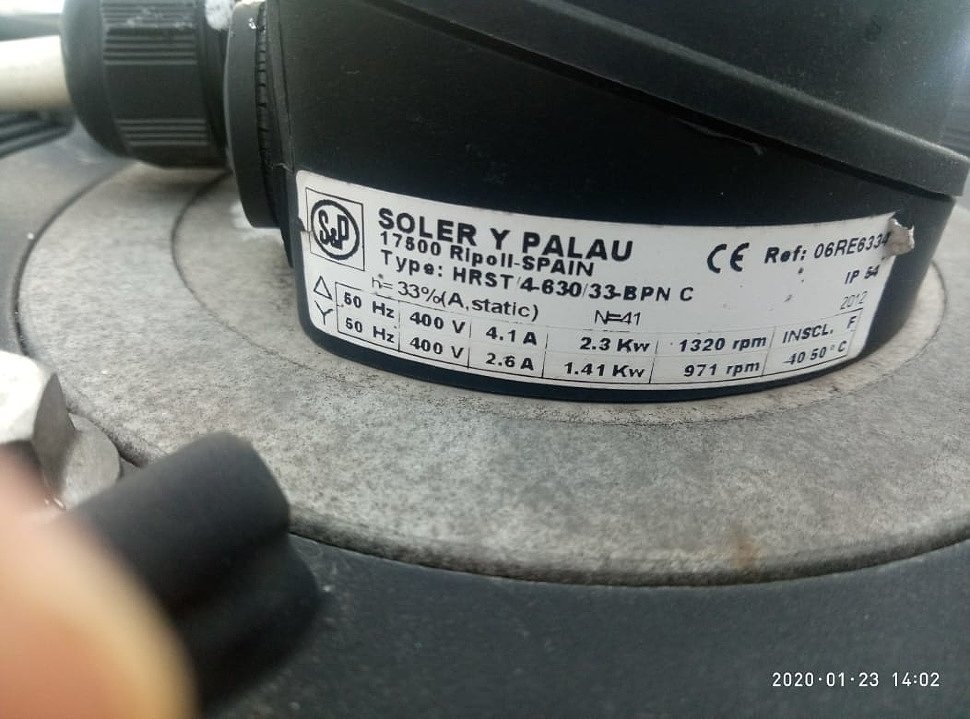 S&P
SOLER Y PALAU
17500 Ripoll-SPAIN
Type: HRST/4-630/33-BPN C
CE Ref: 06RE6334
IP 54
2012
n= 33%(A,static) N=41
△ 50 Hz 400 V 4.1 A 2.3 Kw 1320 rpm INSCL. F
Y 50 Hz 400 V 2.6 A 1.41 Kw 971 rpm -40 50°C
2020·01·23 14:02